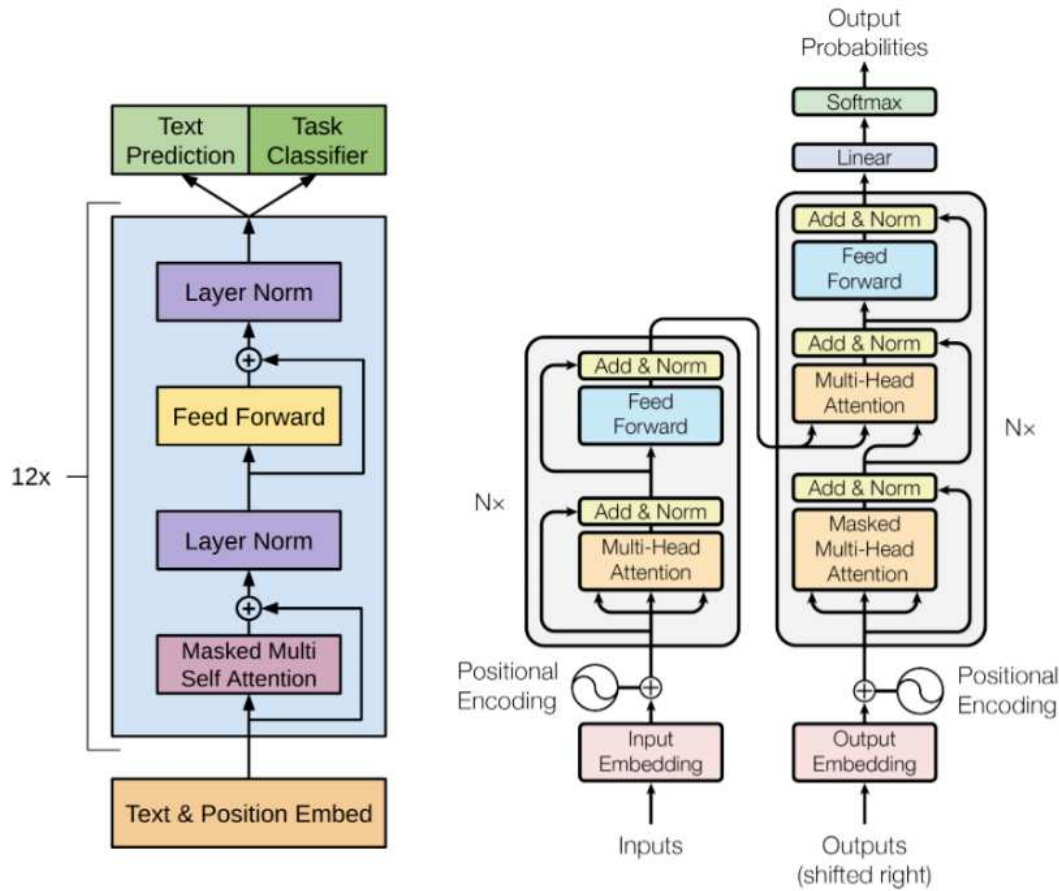 Text
Prediction
Task
Classifier
12x
Layer Norm
+
Feed Forward
Layer Norm
+
Masked Multi
Self Attention
Text & Position Embed
Output
Probabilities
Softmax
Linear
Add & Norm
Feed
Forward
Add & Norm
Multi-Head
Attention
Nx
Add & Norm
Masked
Multi-Head
Attention
Add & Norm
Feed
Forward
Nx
Add & Norm
Multi-Head
Attention
Positional
Encoding
+
+
Positional
Encoding
Input
Embedding
Output
Embedding
Inputs
Outputs
(shifted right)